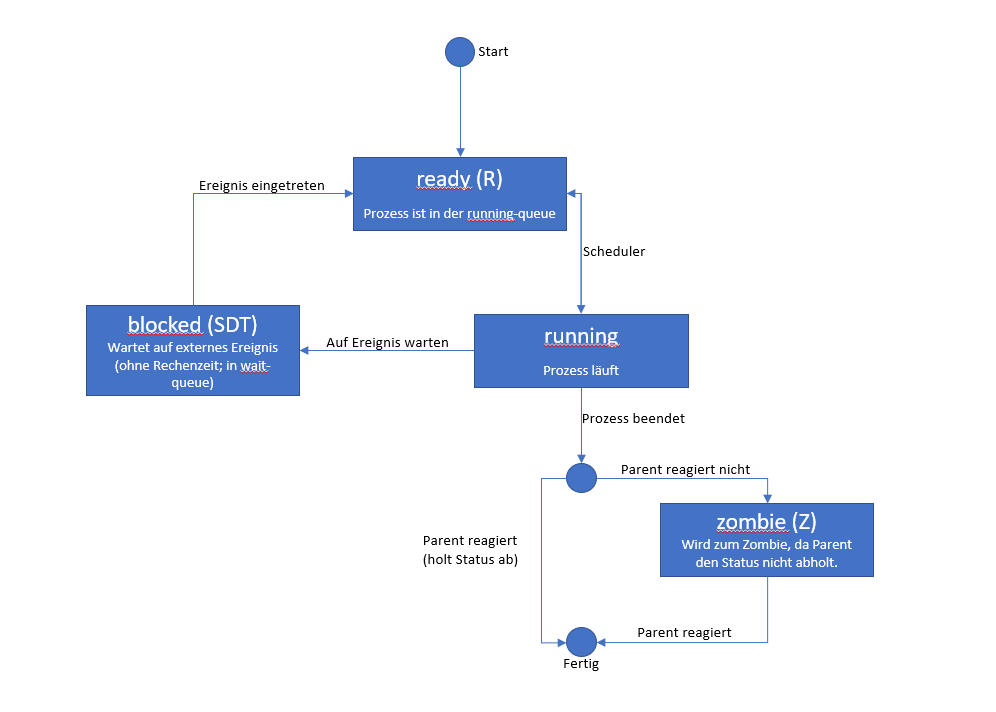 Start
ready (R)
Prozess ist in der running-queue
Ereignis eingetreten
Scheduler
blocked (SDT)
Wartet auf externes Ereignis
(ohne Rechenzeit; in wait-
queue)
Auf Ereignis warten
running
Prozess läuft
Prozess beendet
Parent reagiert nicht
zombie (Z)
Wird zum Zombie, da Parent
den Status nicht abholt.
Parent reagiert
(holt Status ab)
Parent reagiert
Fertig